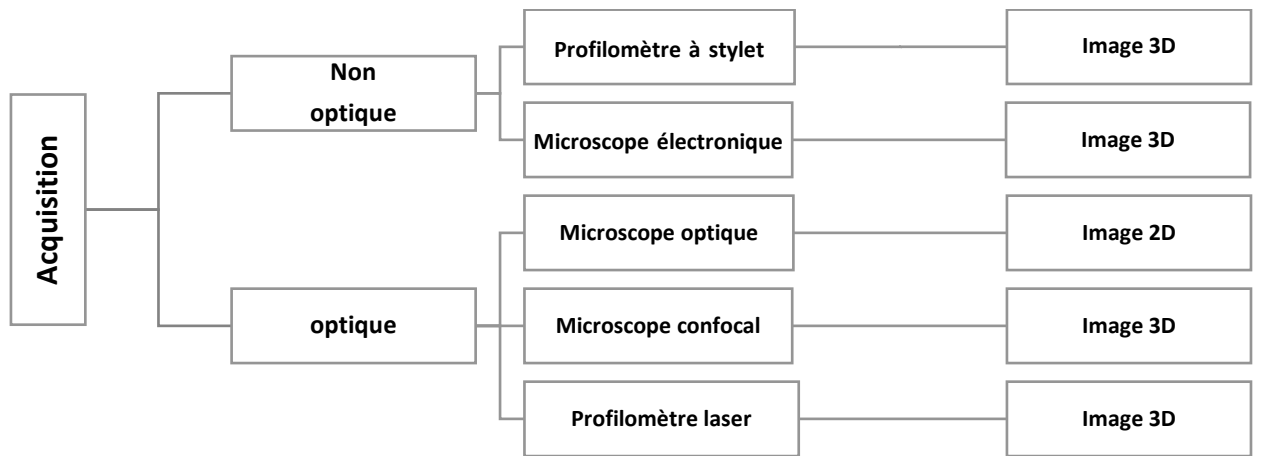 Acquisition
Non
optique
Profilomètre à stylet
Image 3D
Microscope électronique
Image 3D
optique
Microscope optique
Image 2D
Microscope confocal
Image 3D
Profilomètre laser
Image 3D